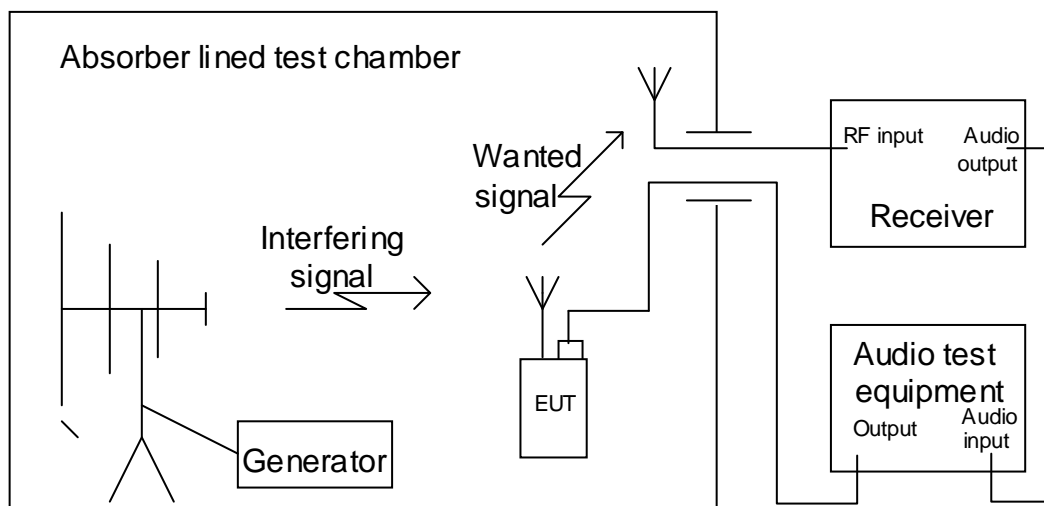 Absorber lined test chamber
Wanted
signal
Interfering
signal
EUT
Generator
RF input
Audio
output
Receiver
Audio test
equipment
Output
Audio
input